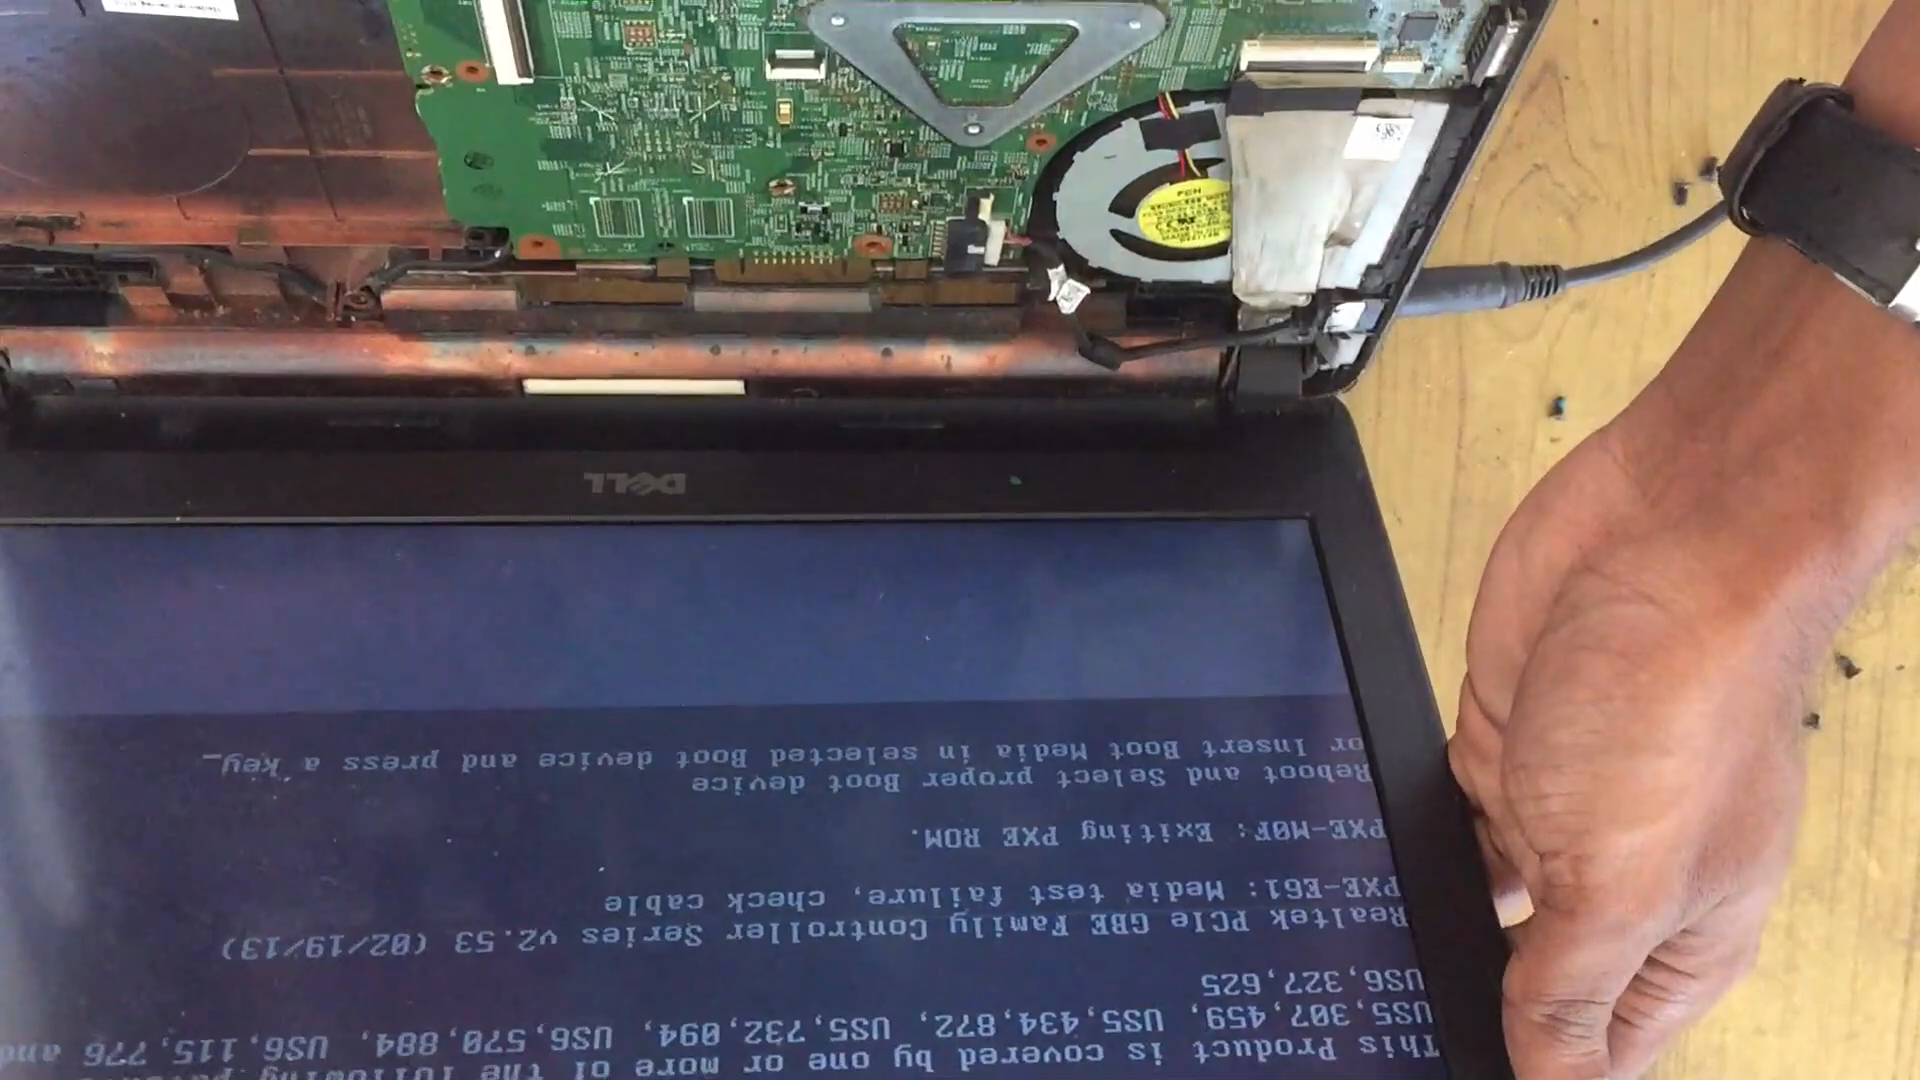 This Product is covered by one or more of the following
US5,307,459, US5,434,872, US5,732,094, US6,570,884, US6,115,776 and
US6,327,625
Realtek PCIe GBE Family Controller Series v2.53 (02/19/13)
PXE-E61: Media test failure, check cable
PXE-M0F: Exiting PXE ROM.
Reboot and Select proper Boot device
or Insert Boot Media in selected Boot device and press a key_
DELL
FCN